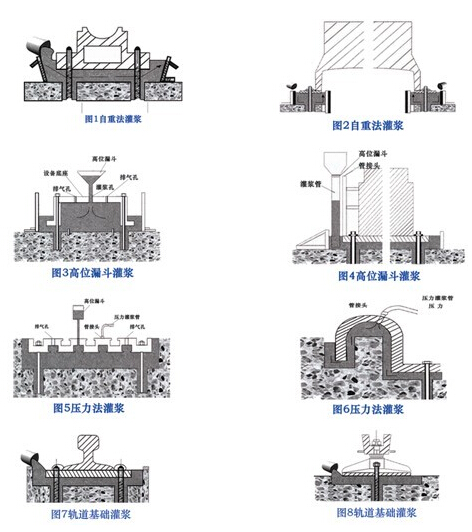 图1自重法灌浆
图2自重法灌浆
高位漏斗
设备底座
灌浆孔
排气孔
排气孔
图3高位漏斗灌浆
高位漏斗
管接头
灌浆管
图4高位漏斗灌浆
高位漏斗
压力灌浆管
排气孔
管接头
排气孔
图5压力法灌浆
管接头
压力灌浆管
压力
图6压力法灌浆
图7轨道基础灌浆
图8轨道基础灌浆